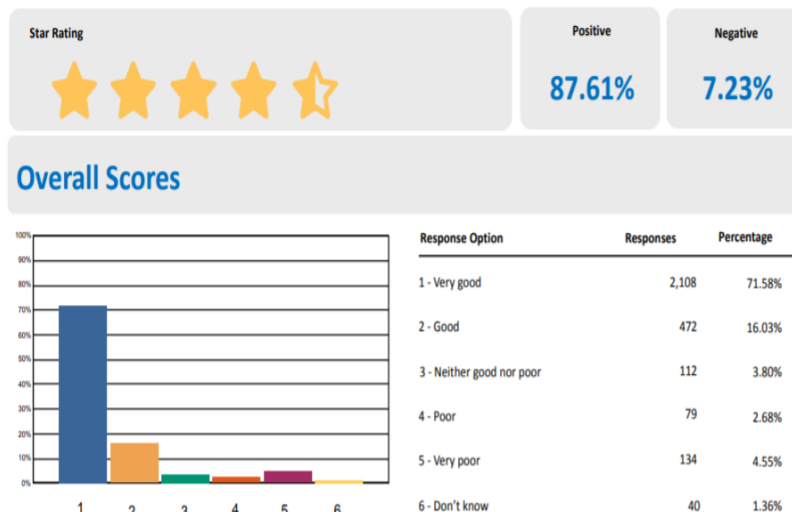 Star Rating
Positive
Negative
87.61%
7.23%
Overall Scores
100%
90%
80%
70%
60%
50%
40%
30%
20%
10%
0%
1 2 3 4 5 6
Response Option Responses Percentage
1 - Very good 2,108 71.58%
2 - Good 472 16.03%
3 - Neither good nor poor 112 3.80%
4 - Poor 79 2.68%
5 - Very poor 134 4.55%
6 - Don't know 40 1.36%